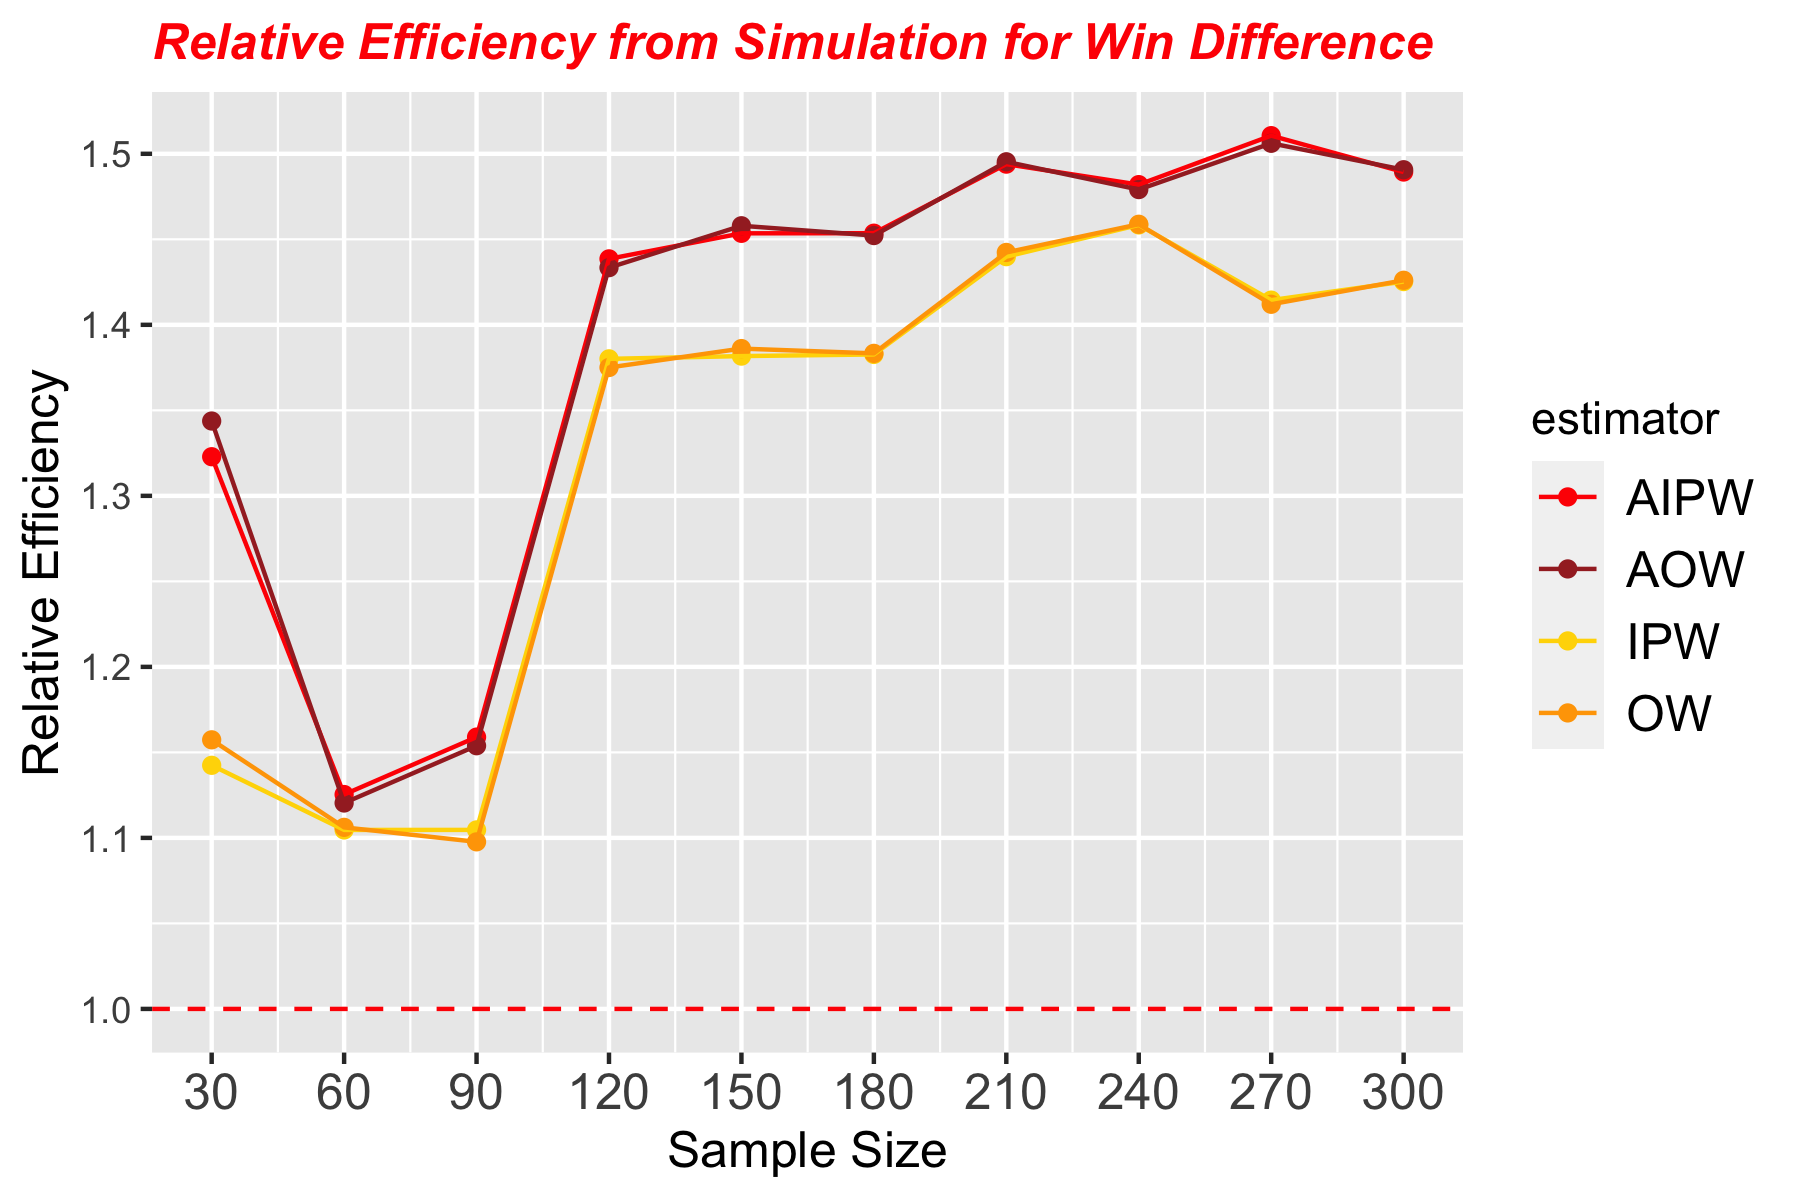 Relative Efficiency from Simulation for Win Difference
Relative Efficiency
1.5
1.4
1.3
1.2
1.1
1.0
30 60 90 120 150 180 210 240 270 300
Sample Size
estimator
AIPW
AOW
IPW
OW